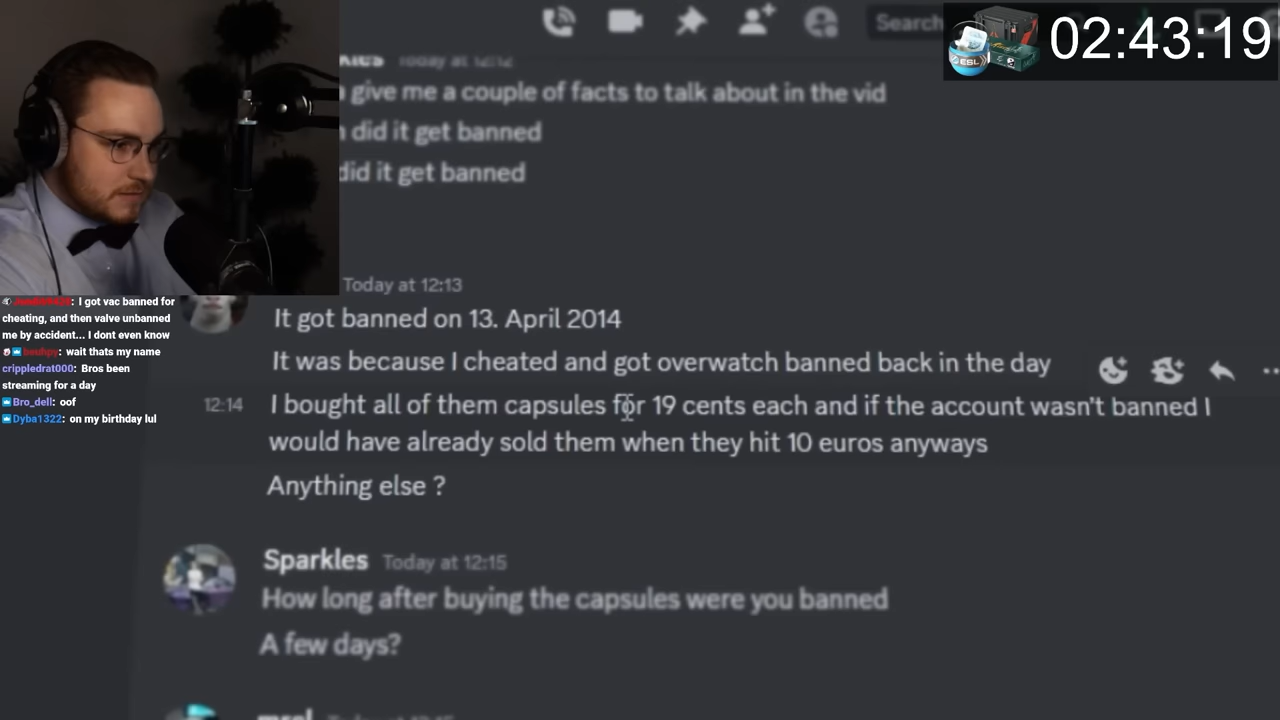 Search
02:43:19
ESL
Today at 12:12
give me a couple of facts to talk about in the vid
did it get banned
did it get banned
Today at 12:13
It got banned on 13. April 2014
It was because I cheated and got overwatch banned back in the day
12:14 I bought all of them capsules for 19 cents each and if the account wasn't banned I
would have already sold them when they hit 10 euros anyways
Anything else ?
Sparkles Today at 12:15
How long after buying the capsules were you banned
A few days?
: I got vac banned for
cheating, and then valve unbanned
me by accident... I dont even know
: wait thats my name
crippledrat000: Bros been
streaming for a day
Bro_dell: oof
Dyba1322: on my birthday lul